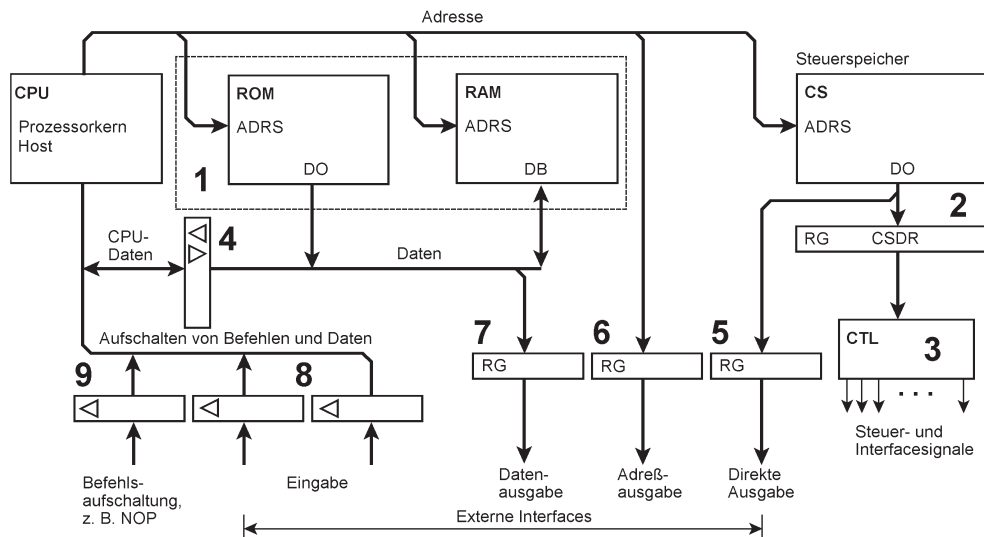 Adresse
Steuerspeicher
CPU
Prozessorkern
Host
ROM
ADRS
DO
RAM
ADRS
DB
CS
ADRS
DO
1
2
RG CSDR
CPU-
Daten
4
Daten
Aufschalten von Befehlen und Daten
7
RG
6
RG
5
RG
CTL
3
9
8
. . .
Steuer- und
Interfacesignale
Befehls-
aufschaltung,
z. B. NOP
Eingabe
Daten-
ausgabe
Adreß-
ausgabe
Direkte
Ausgabe
Externe Interfaces